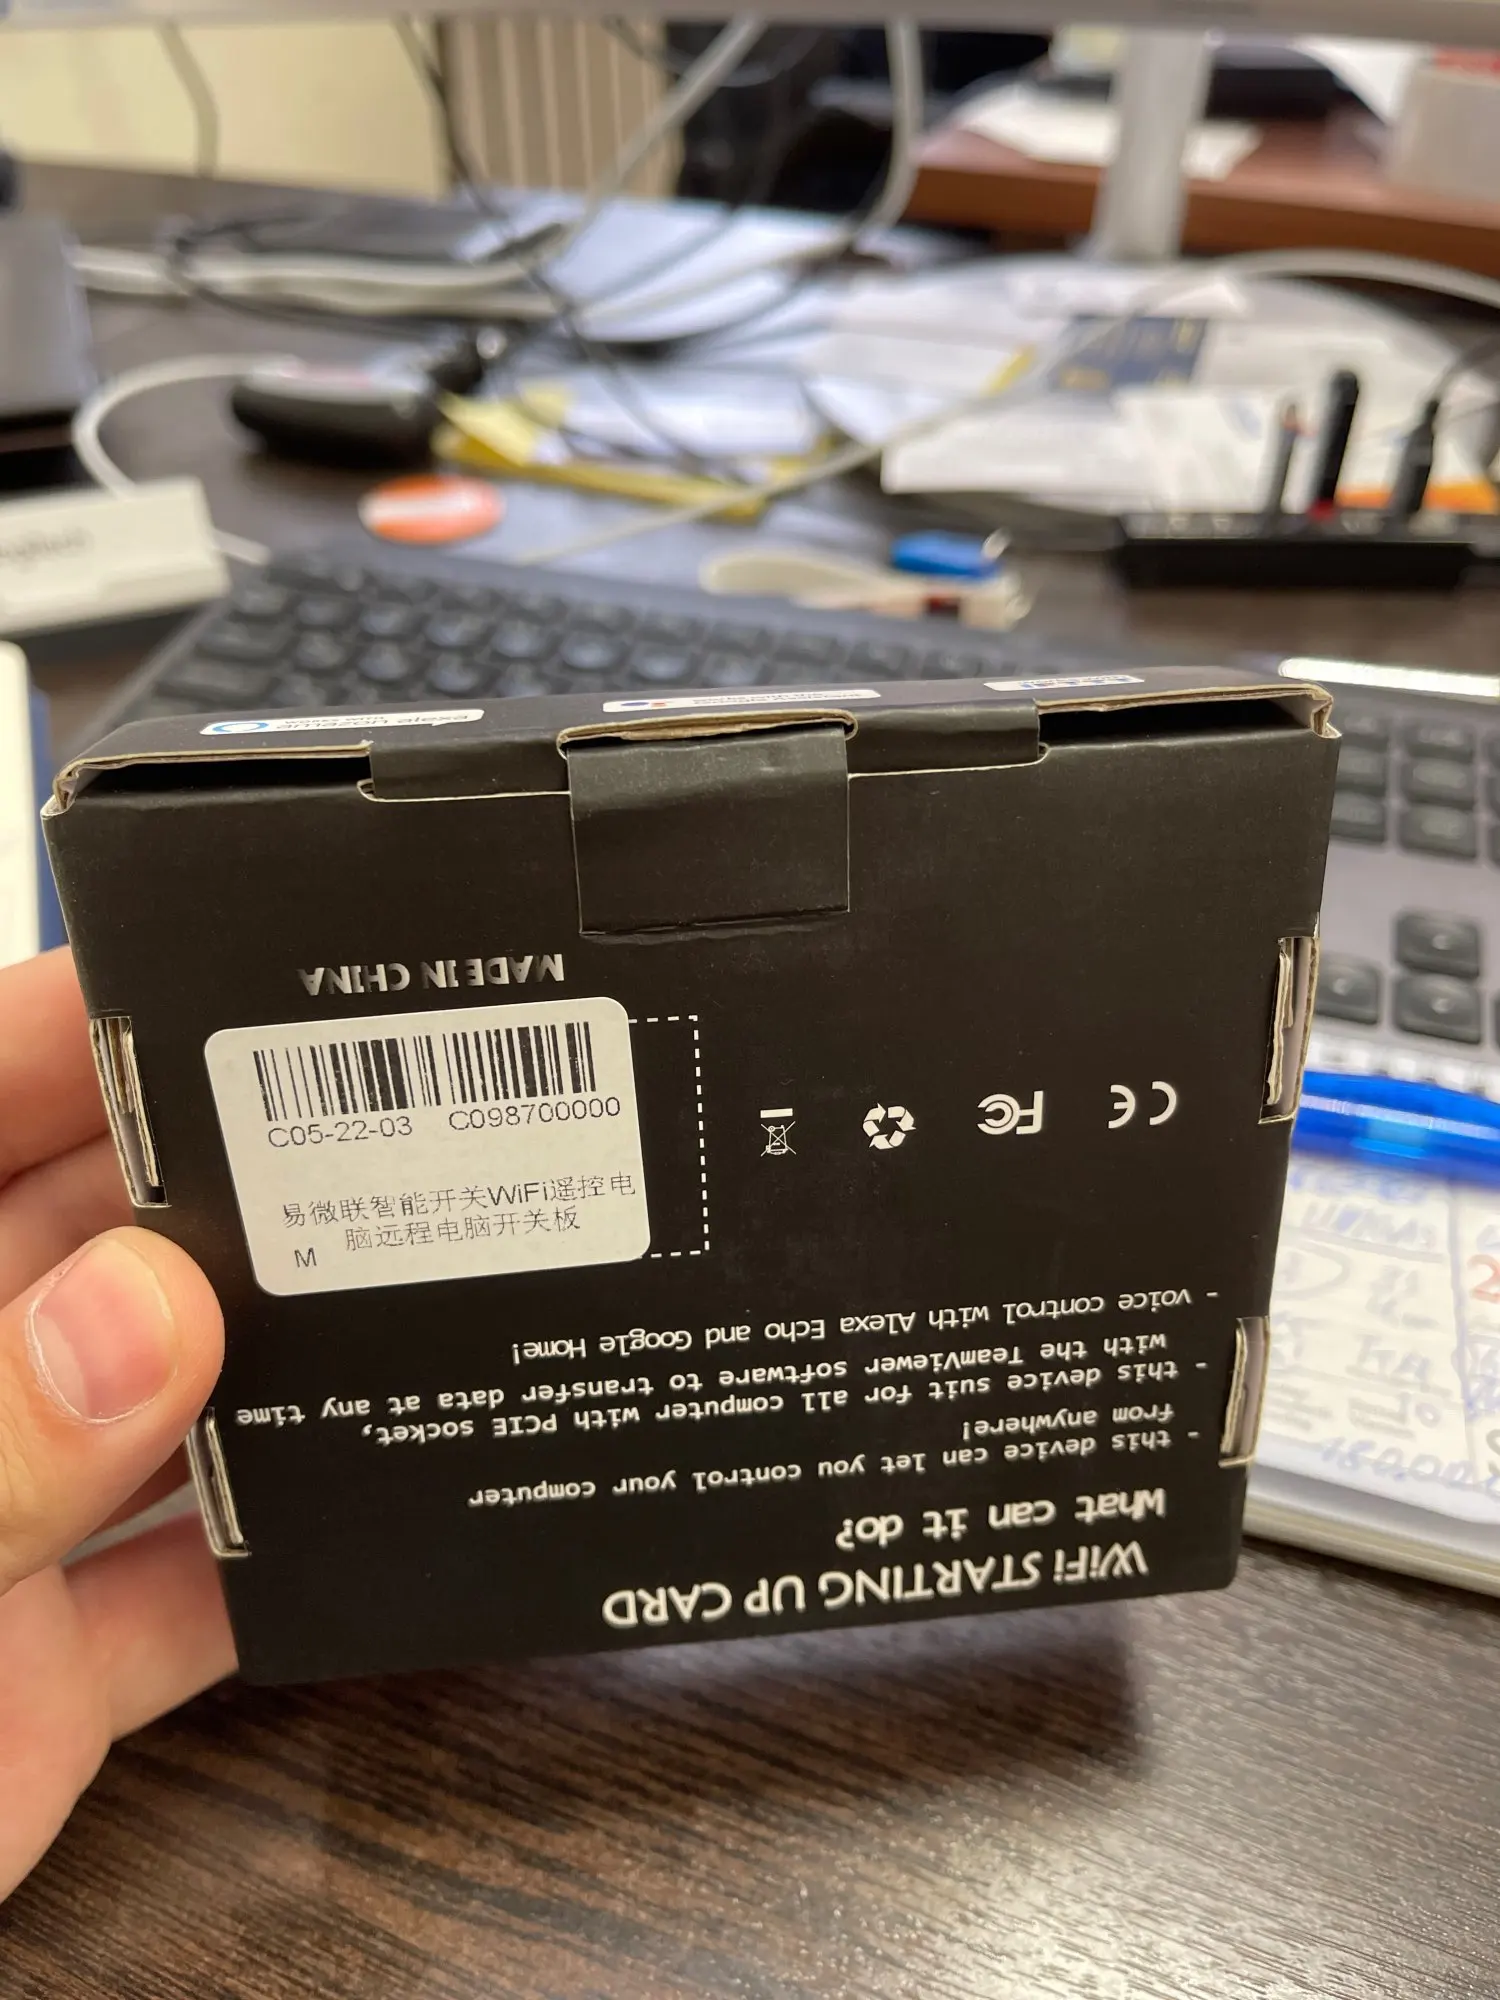 WiFi STARTING UP CARD
What can it do?
- this device can let you control your computer
from anywhere!
- this device suit for all computer with PCIE socket,
with the TeamViewer software to transfer data at any time
- voice control with Alexa Echo and Google Home!
CE FC
MADE IN CHINA
C05-22-03 C098700000
易微联智能开关WiFi遥控电
脑远程电脑开关板
M